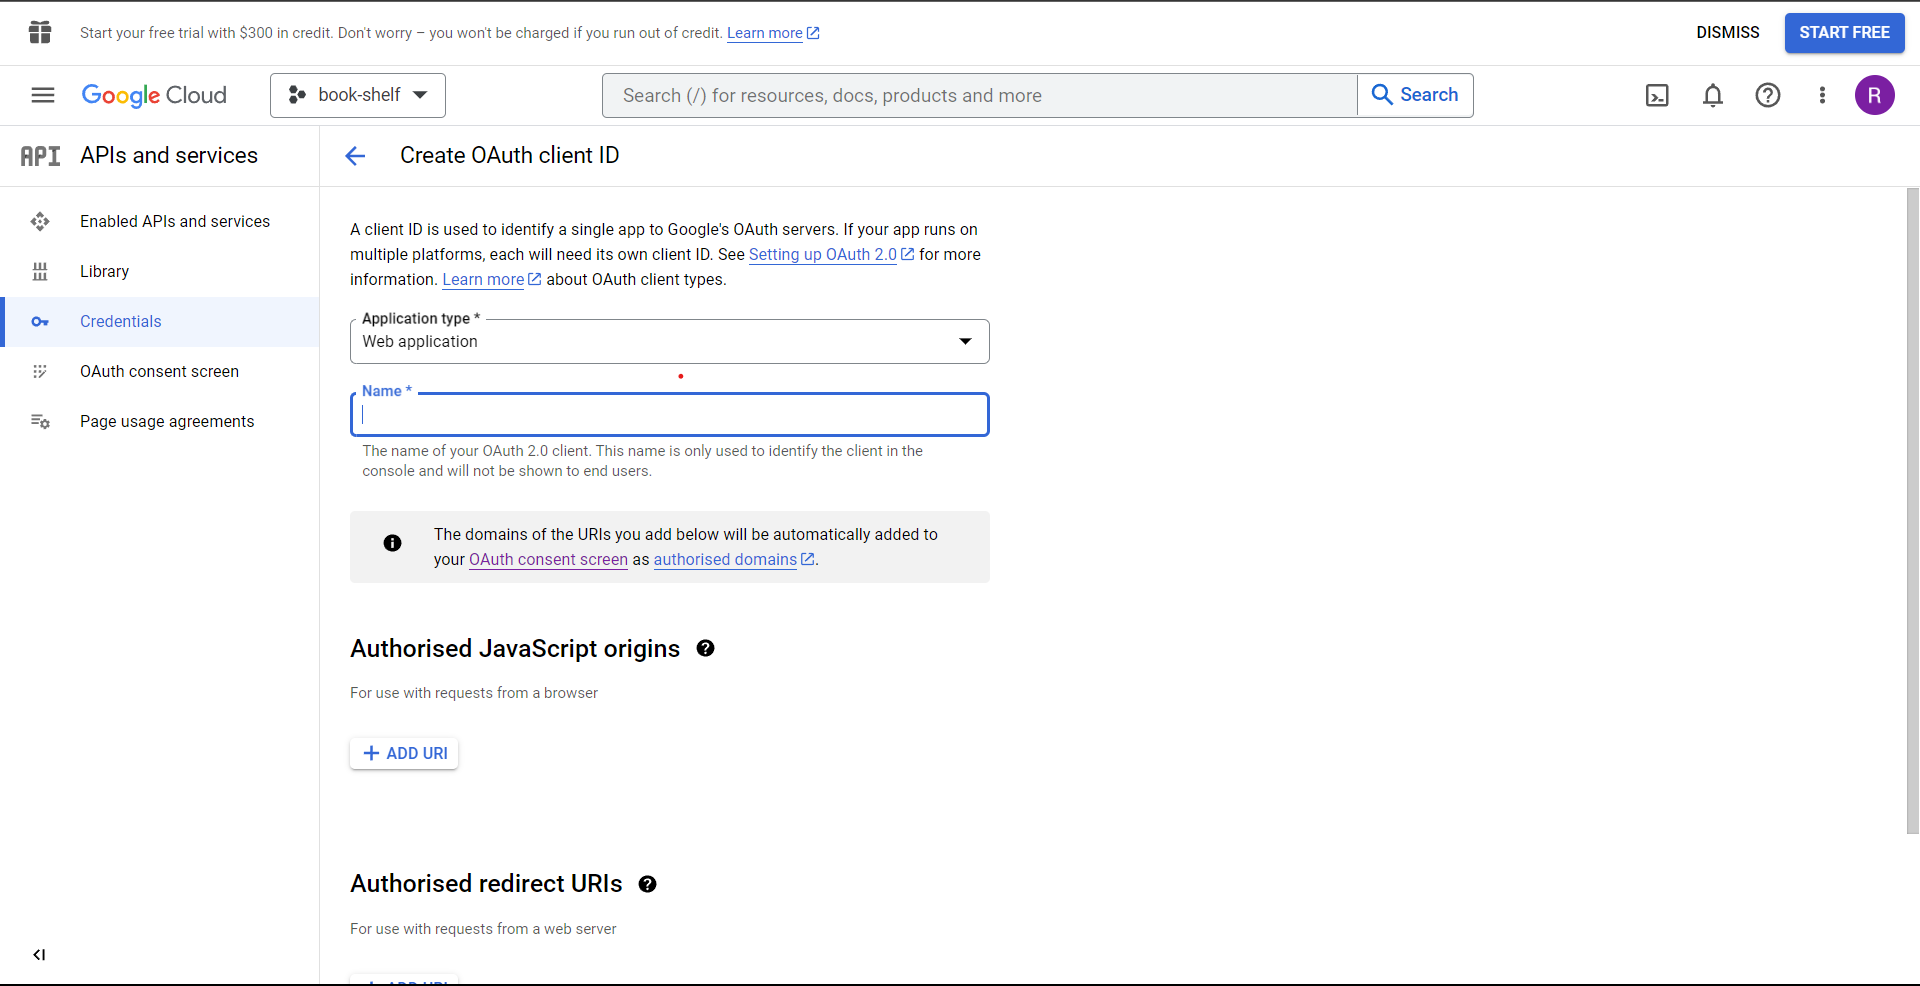 Start your free trial with $300 in credit. Don't worry – you won't be charged if you run out of credit. Learn more
DISMISS
START FREE
Google Cloud
book-shelf
Search (/) for resources, docs, products and more
Search
R
API
APIs and services
Create OAuth client ID
Enabled APIs and services
Library
Credentials
OAuth consent screen
Page usage agreements
A client ID is used to identify a single app to Google's OAuth servers. If your app runs on
multiple platforms, each will need its own client ID. See Setting up OAuth 2.0 for more
information. Learn more about OAuth client types.
Application type *
Web application
Name *
The name of your OAuth 2.0 client. This name is only used to identify the client in the
console and will not be shown to end users.
The domains of the URIs you add below will be automatically added to
your OAuth consent screen as authorised domains.
Authorised JavaScript origins
For use with requests from a browser
ADD URI
Authorised redirect URIs
For use with requests from a web server
ADD URI